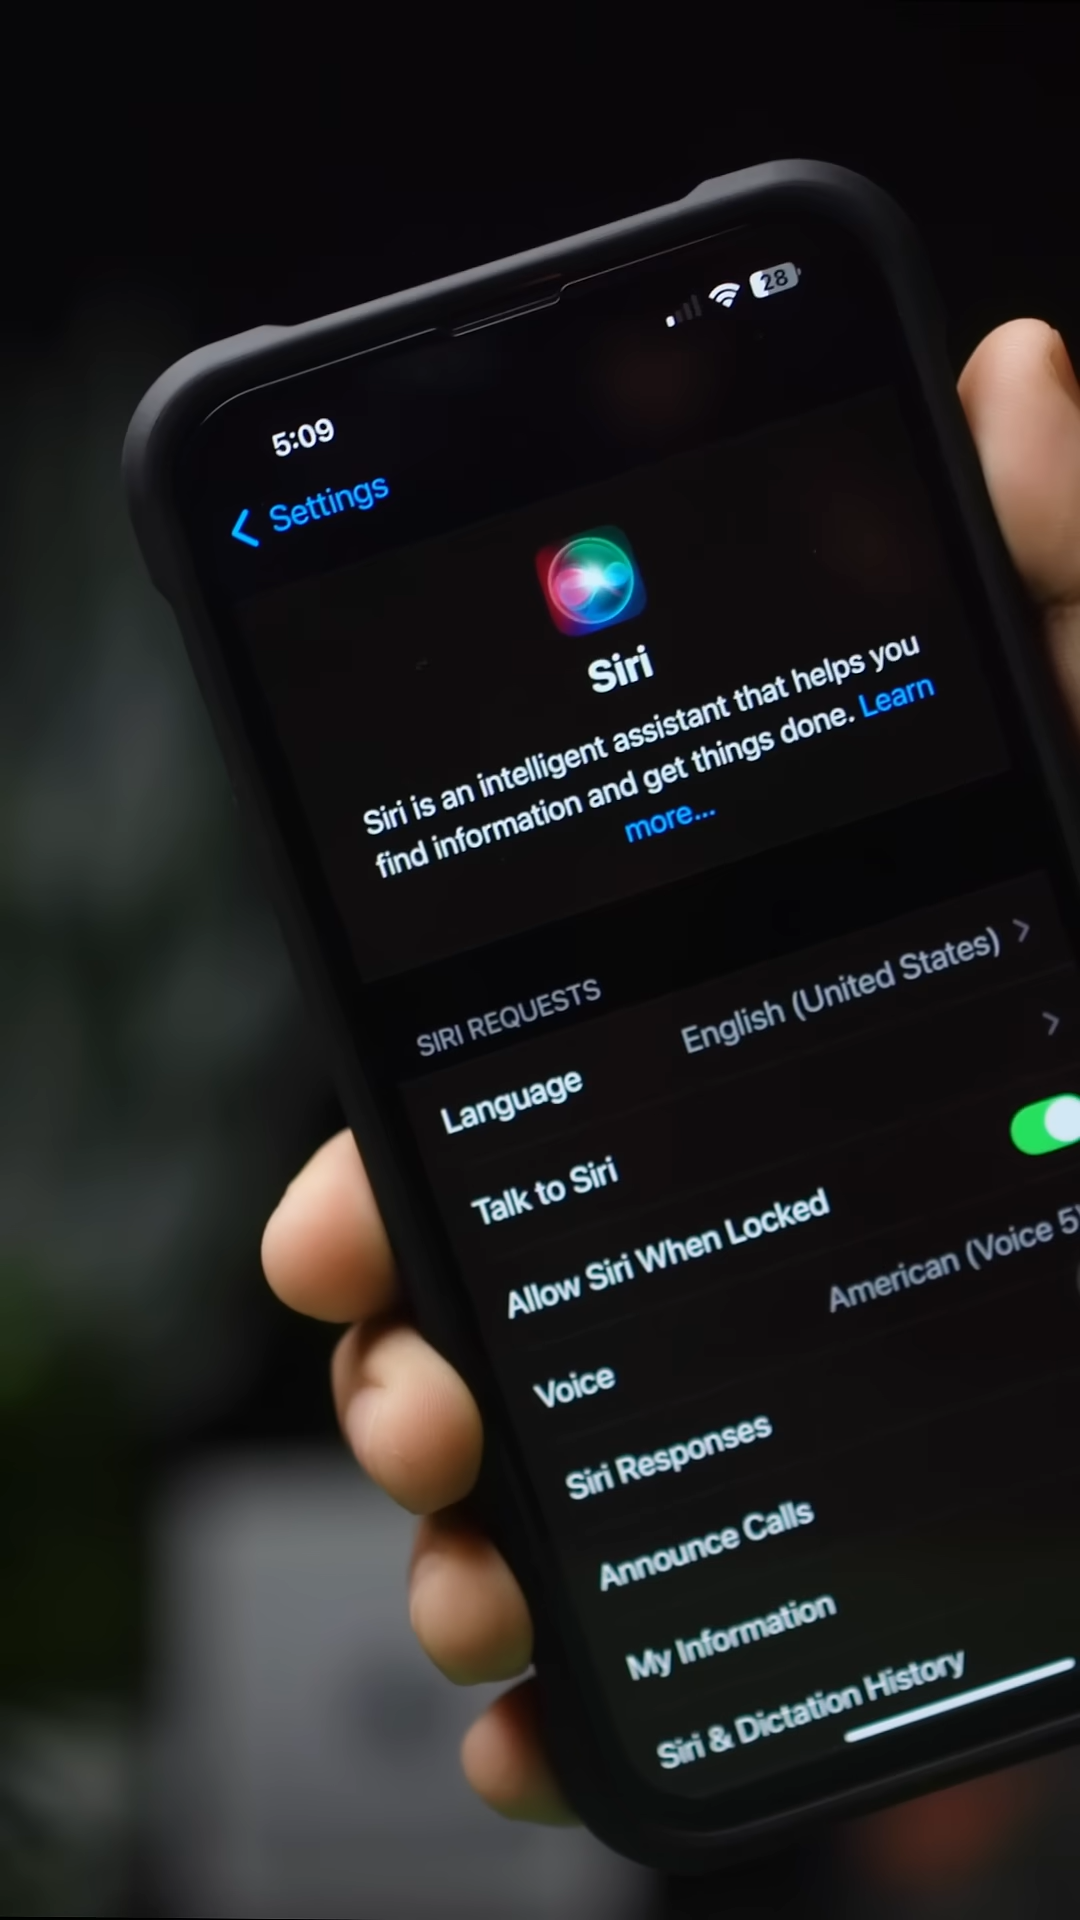 28
5:09
Settings
Siri
Siri is an intelligent assistant that helps you
find information and get things done. Learn
more...
SIRI REQUESTS
Language English (United States)
Talk to Siri
Allow Siri When Locked
Voice American (Voice 5)
Siri Responses
Announce Calls
My Information
Siri & Dictation History